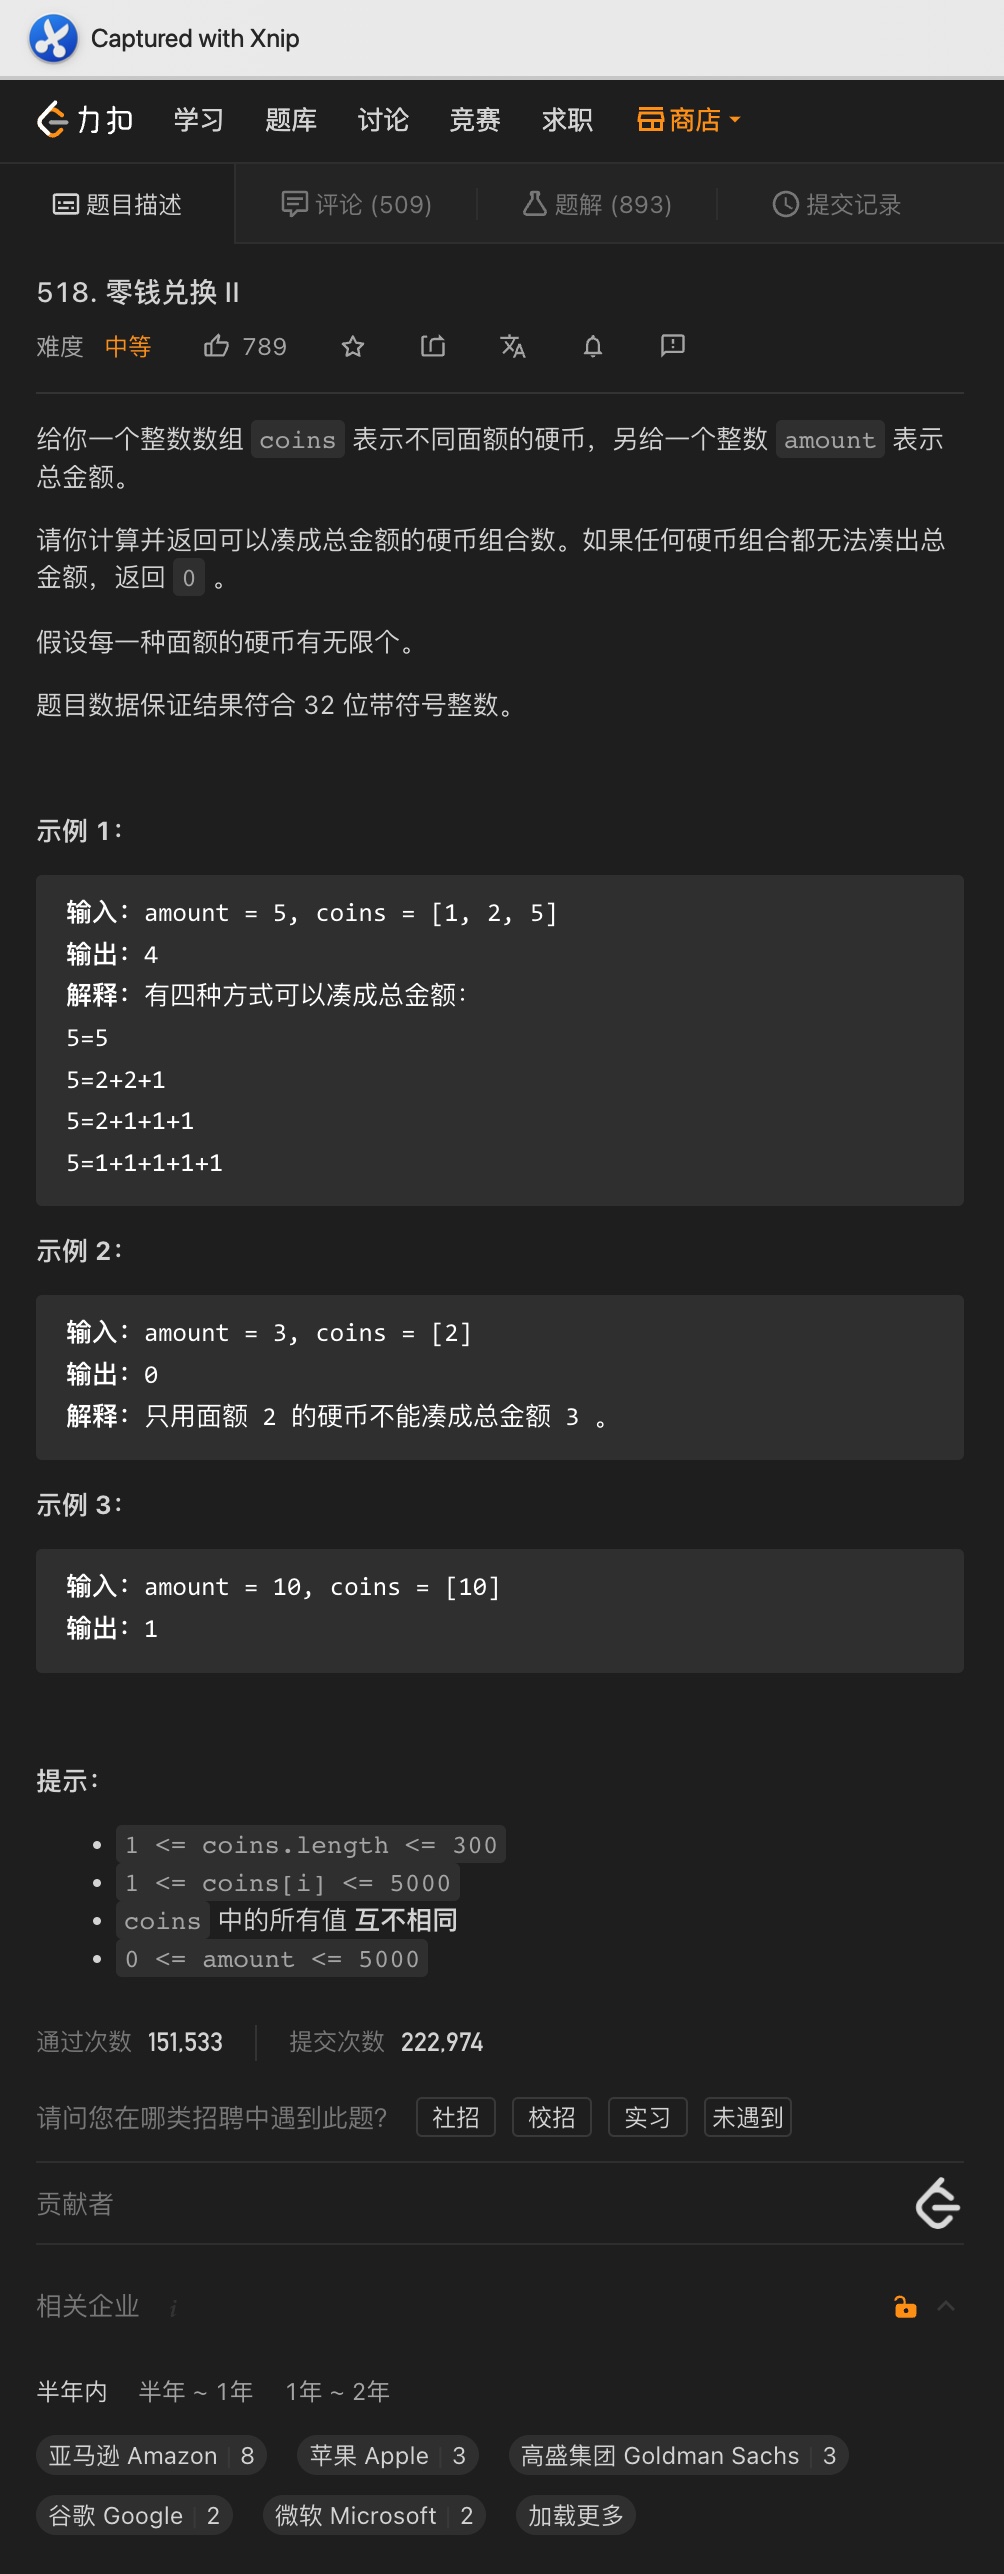 Captured with Xnip
力扣 学习 题库 讨论 竞赛 求职 商店
题目描述 评论 (509) 题解 (893) 提交记录
518. 零钱兑换 II
难度 中等 789
给你一个整数数组 coins 表示不同面额的硬币，另给一个整数 amount 表示
总金额。
请你计算并返回可以凑成总金额的硬币组合数。如果任何硬币组合都无法凑出总
金额，返回 0 。
假设每一种面额的硬币有无限个。
题目数据保证结果符合 32 位带符号整数。
示例 1：
输入：amount = 5, coins = [1, 2, 5]
输出：4
解释：有四种方式可以凑成总金额：
5=5
5=2+2+1
5=2+1+1+1
5=1+1+1+1+1
示例 2：
输入：amount = 3, coins = [2]
输出：0
解释：只用面额 2 的硬币不能凑成总金额 3 。
示例 3：
输入：amount = 10, coins = [10]
输出：1
提示：
• 1 <= coins.length <= 300
• 1 <= coins[i] <= 5000
• coins 中的所有值 互不相同
• 0 <= amount <= 5000
通过次数 151,533 提交次数 222,974
请问您在哪类招聘中遇到此题？ 社招 校招 实习 未遇到
贡献者
相关企业 i
半年内 半年 ~ 1年 1年 ~ 2年
亚马逊 Amazon 8 苹果 Apple 3 高盛集团 Goldman Sachs 3
谷歌 Google 2 微软 Microsoft 2 加载更多